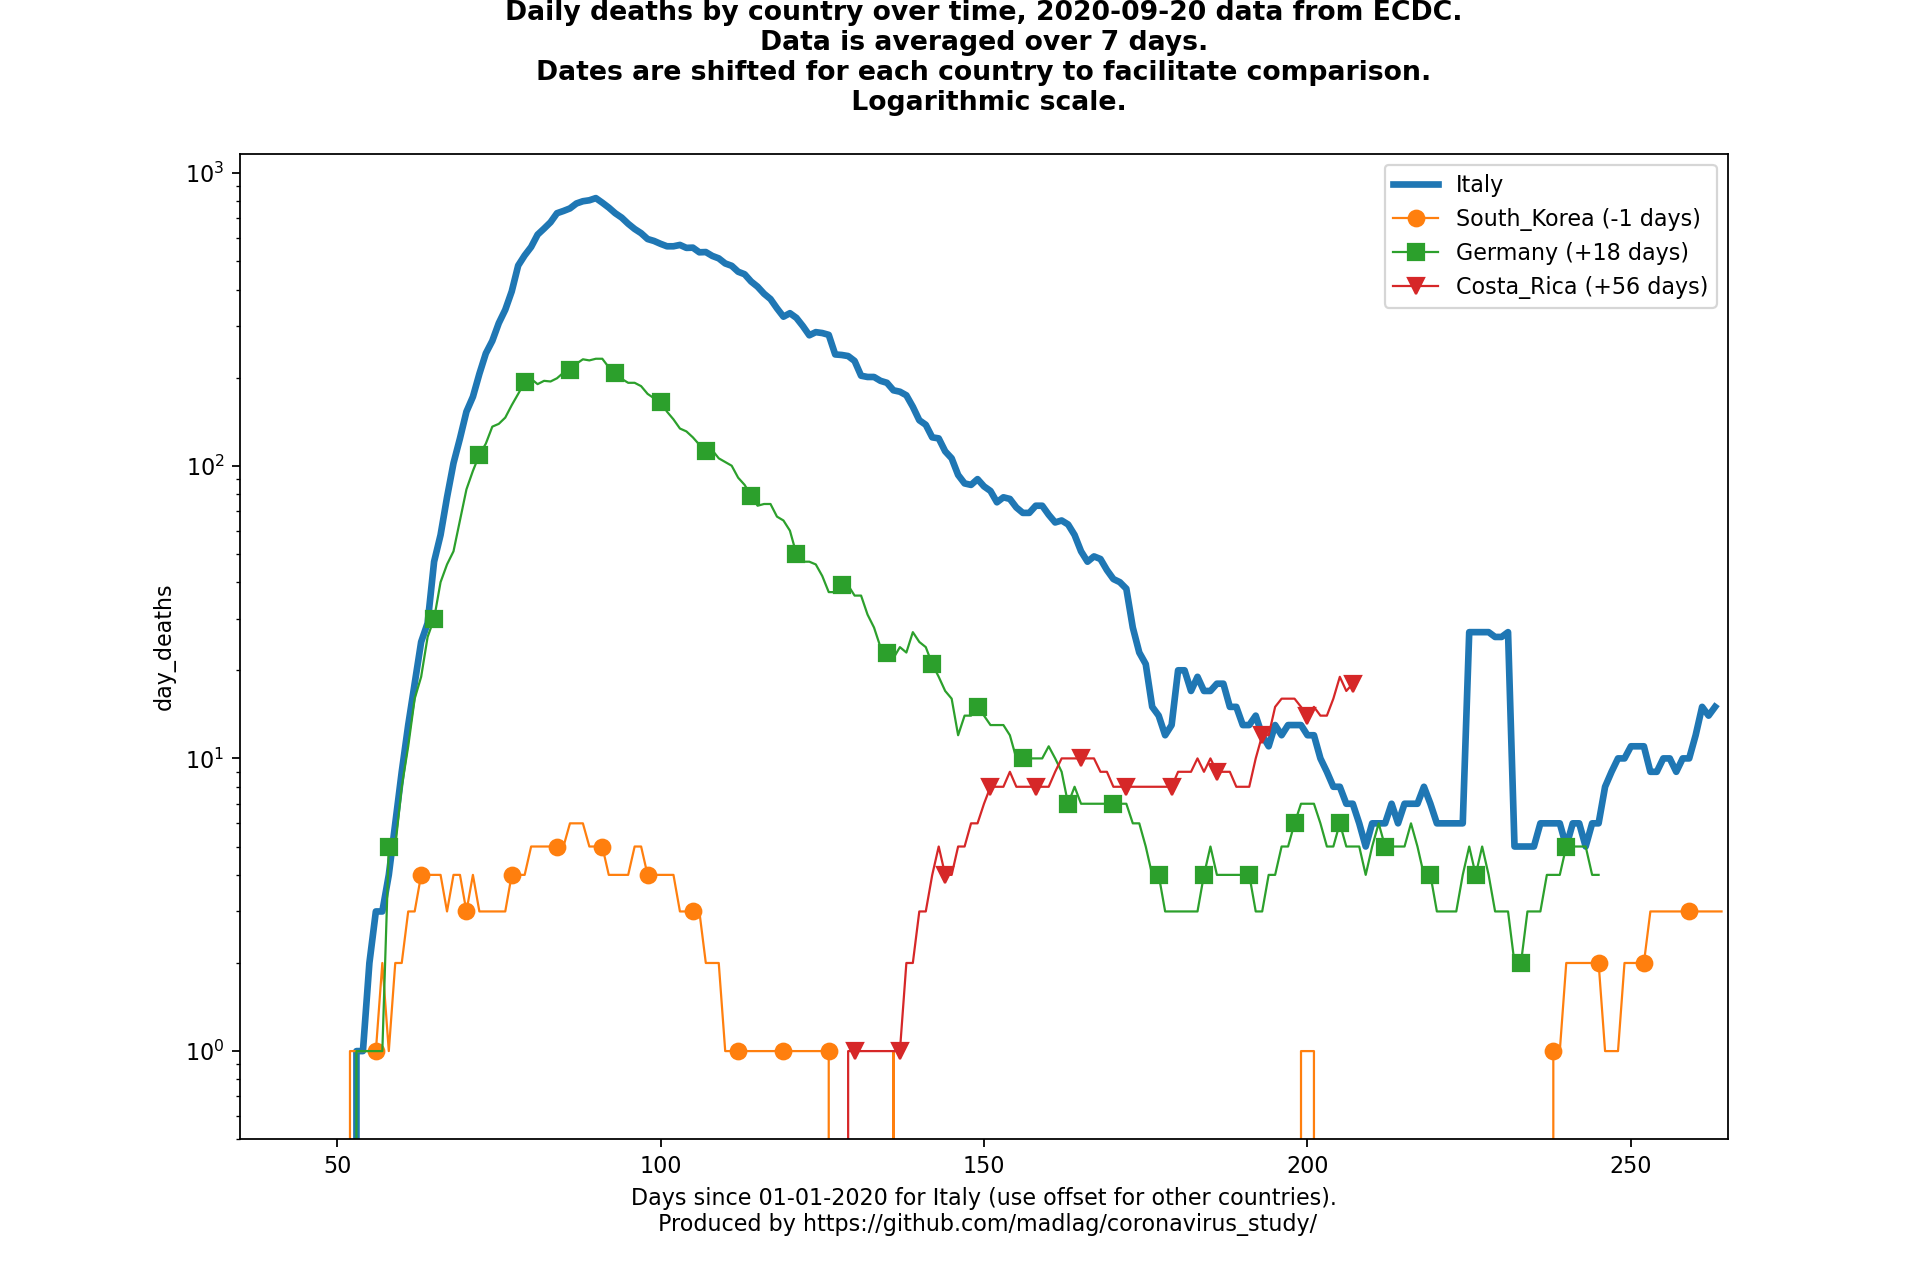 Daily deaths by country over time, 2020-09-20 data from ECDC.
Data is averaged over 7 days.
Dates are shifted for each country to facilitate comparison.
Logarithmic scale.
10³
Italy
South_Korea (-1 days)
Germany (+18 days)
Costa_Rica (+56 days)
10²
day_deaths
10¹
10⁰
50 100 150 200 250
Days since 01-01-2020 for Italy (use offset for other countries).
Produced by https://github.com/madlag/coronavirus_study/